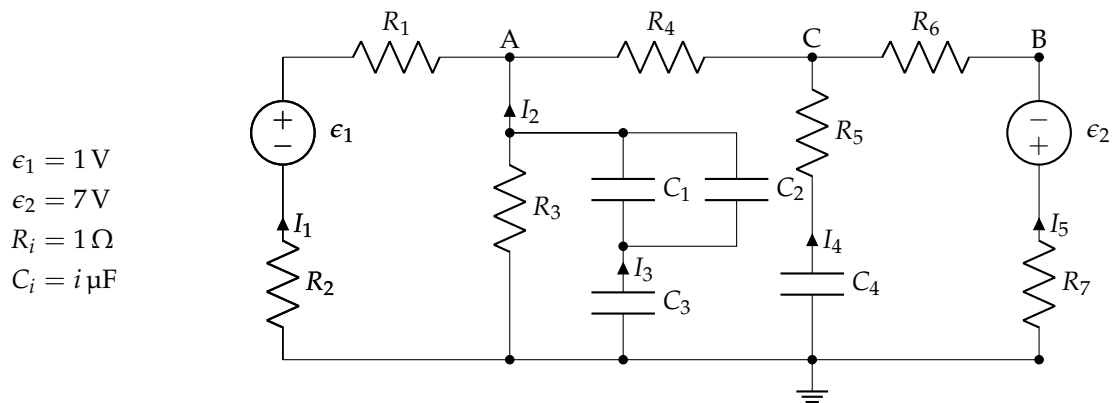 R₁
A
R₄
C
R₆
B
I₂
+
−
ϵ₁
R₅
−
+
ϵ₂
ϵ₁ = 1 V
ϵ₂ = 7 V
Rᵢ = 1 Ω
Cᵢ = i µF
C₁
C₂
R₃
I₁
I₃
I₄
I₅
R₂
C₃
C₄
R₇